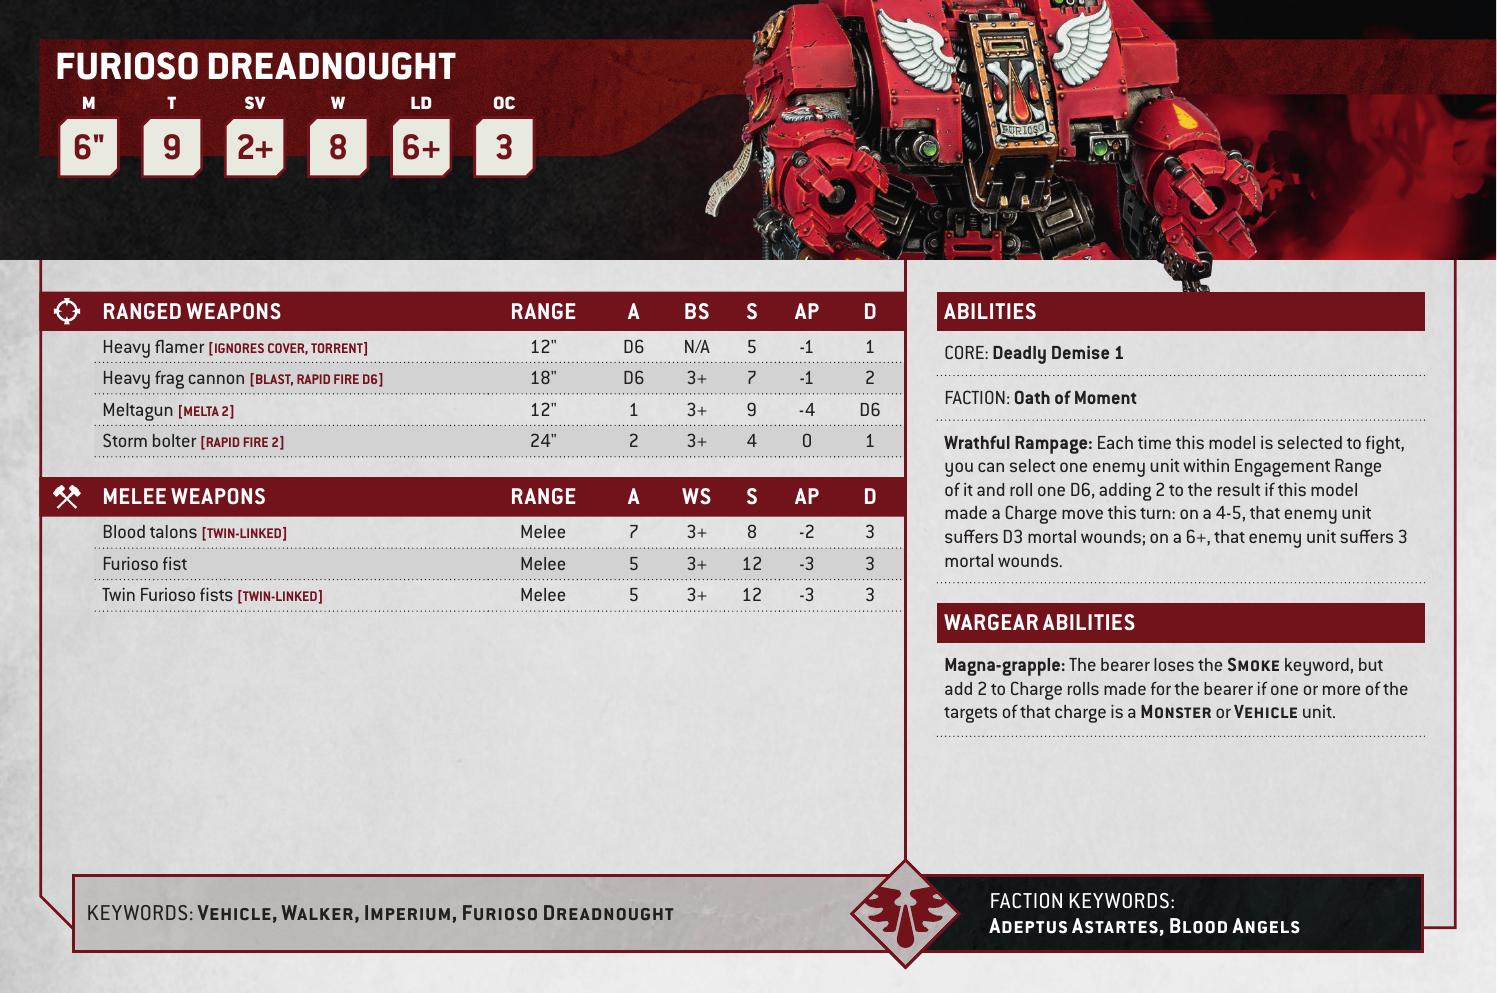 FURIOSO DREADNOUGHT
M T SV W LD OC
6" 9 2+ 8 6+ 3
FURIOSO
RANGED WEAPONS RANGE A BS S AP D
Heavy flamer [IGNORES COVER, TORRENT] 12" D6 N/A 5 -1 1
Heavy frag cannon [BLAST, RAPID FIRE D6] 18" D6 3+ 7 -1 2
Meltagun [MELTA 2] 12" 1 3+ 9 -4 D6
Storm bolter [RAPID FIRE 2] 24" 2 3+ 4 0 1
MELEE WEAPONS RANGE A WS S AP D
Blood talons [TWIN-LINKED] Melee 7 3+ 8 -2 3
Furioso fist Melee 5 3+ 12 -3 3
Twin Furioso fists [TWIN-LINKED] Melee 5 3+ 12 -3 3
ABILITIES
CORE: Deadly Demise 1
FACTION: Oath of Moment
Wrathful Rampage: Each time this model is selected to fight,
you can select one enemy unit within Engagement Range
of it and roll one D6, adding 2 to the result if this model
made a Charge move this turn: on a 4-5, that enemy unit
suffers D3 mortal wounds; on a 6+, that enemy unit suffers 3
mortal wounds.
WARGEAR ABILITIES
Magna-grapple: The bearer loses the SMOKE keyword, but
add 2 to Charge rolls made for the bearer if one or more of the
targets of that charge is a MONSTER or VEHICLE unit.
KEYWORDS: VEHICLE, WALKER, IMPERIUM, FURIOSO DREADNOUGHT
FACTION KEYWORDS:
ADEPTUS ASTARTES, BLOOD ANGELS